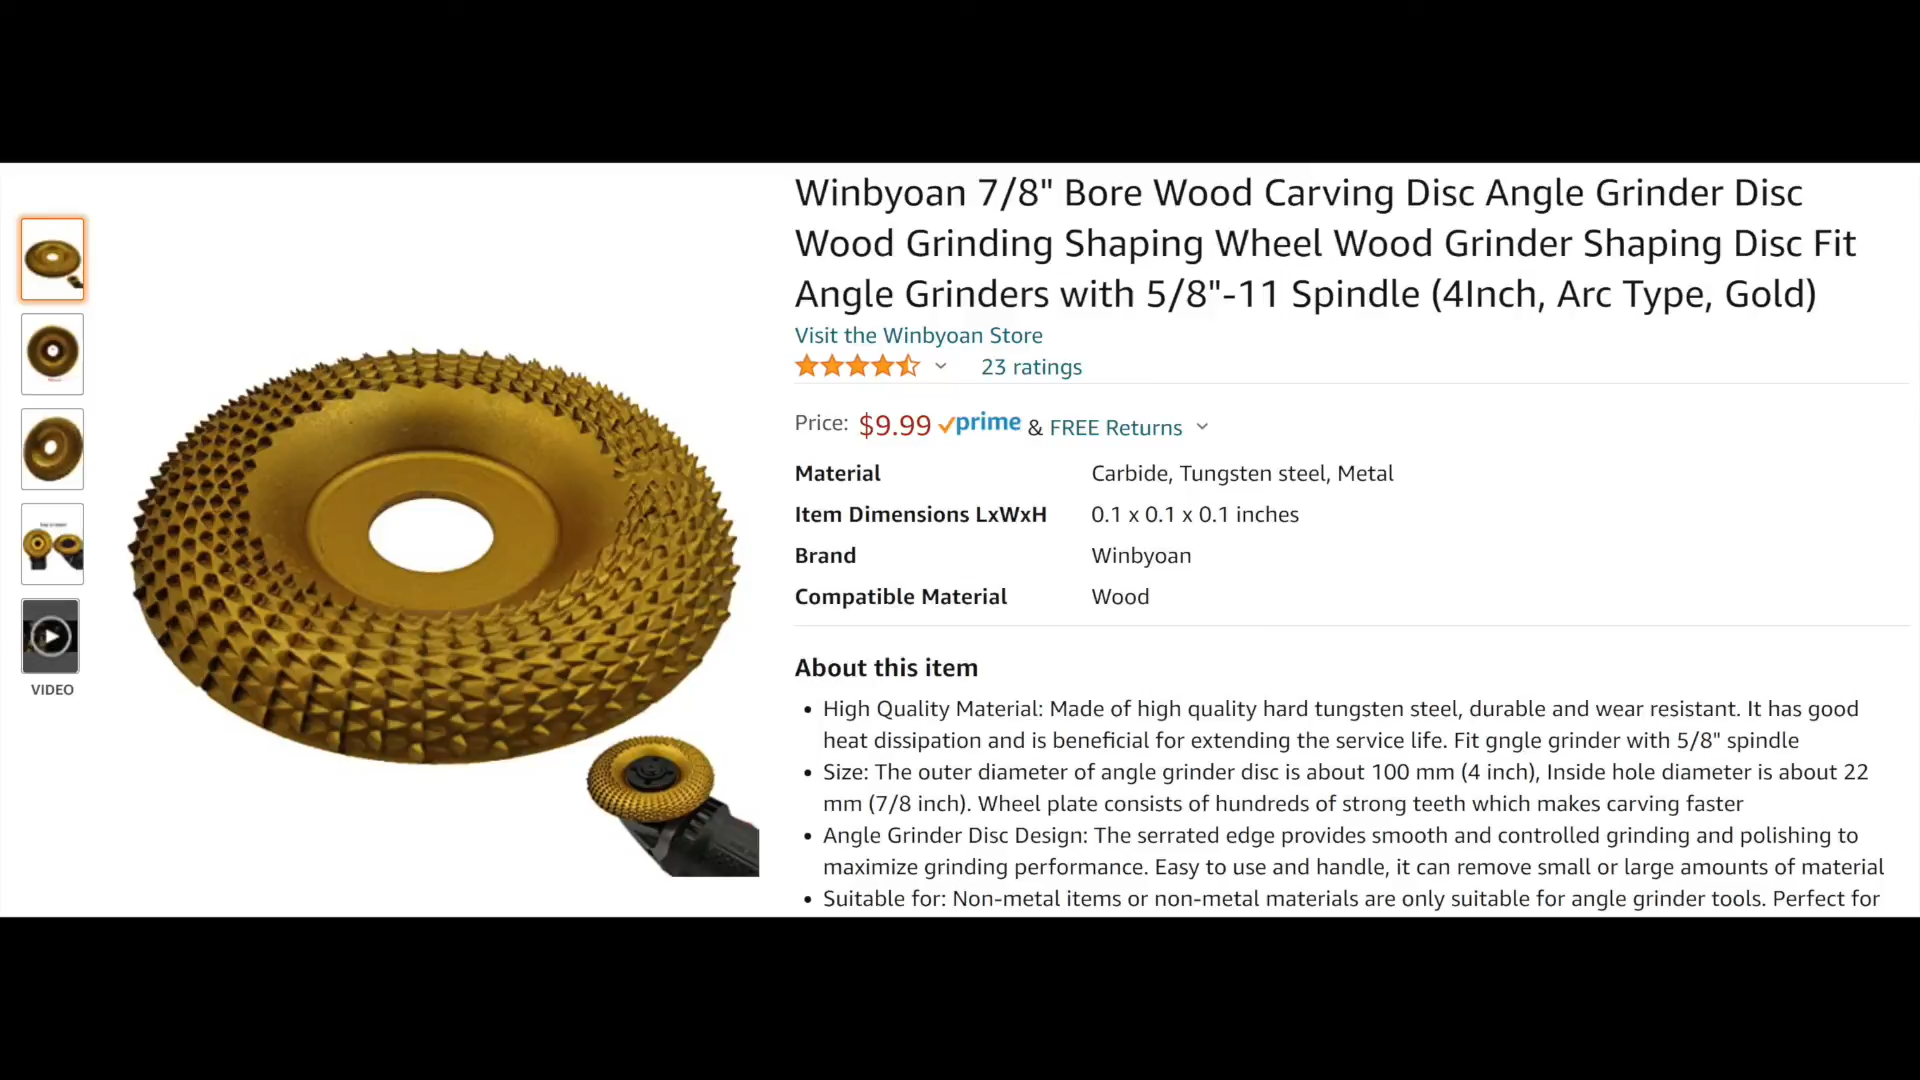 Winbyoan 7/8" Bore Wood Carving Disc Angle Grinder Disc
Wood Grinding Shaping Wheel Wood Grinder Shaping Disc Fit
Angle Grinders with 5/8"-11 Spindle (4Inch, Arc Type, Gold)
Visit the Winbyoan Store
23 ratings
Price: $9.99 prime & FREE Returns
Material Carbide, Tungsten steel, Metal
Item Dimensions LxWxH 0.1 x 0.1 x 0.1 inches
Brand Winbyoan
Compatible Material Wood
VIDEO
About this item
• High Quality Material: Made of high quality hard tungsten steel, durable and wear resistant. It has good
heat dissipation and is beneficial for extending the service life. Fit gngle grinder with 5/8" spindle
• Size: The outer diameter of angle grinder disc is about 100 mm (4 inch), Inside hole diameter is about 22
mm (7/8 inch). Wheel plate consists of hundreds of strong teeth which makes carving faster
• Angle Grinder Disc Design: The serrated edge provides smooth and controlled grinding and polishing to
maximize grinding performance. Easy to use and handle, it can remove small or large amounts of material
• Suitable for: Non-metal items or non-metal materials are only suitable for angle grinder tools. Perfect for